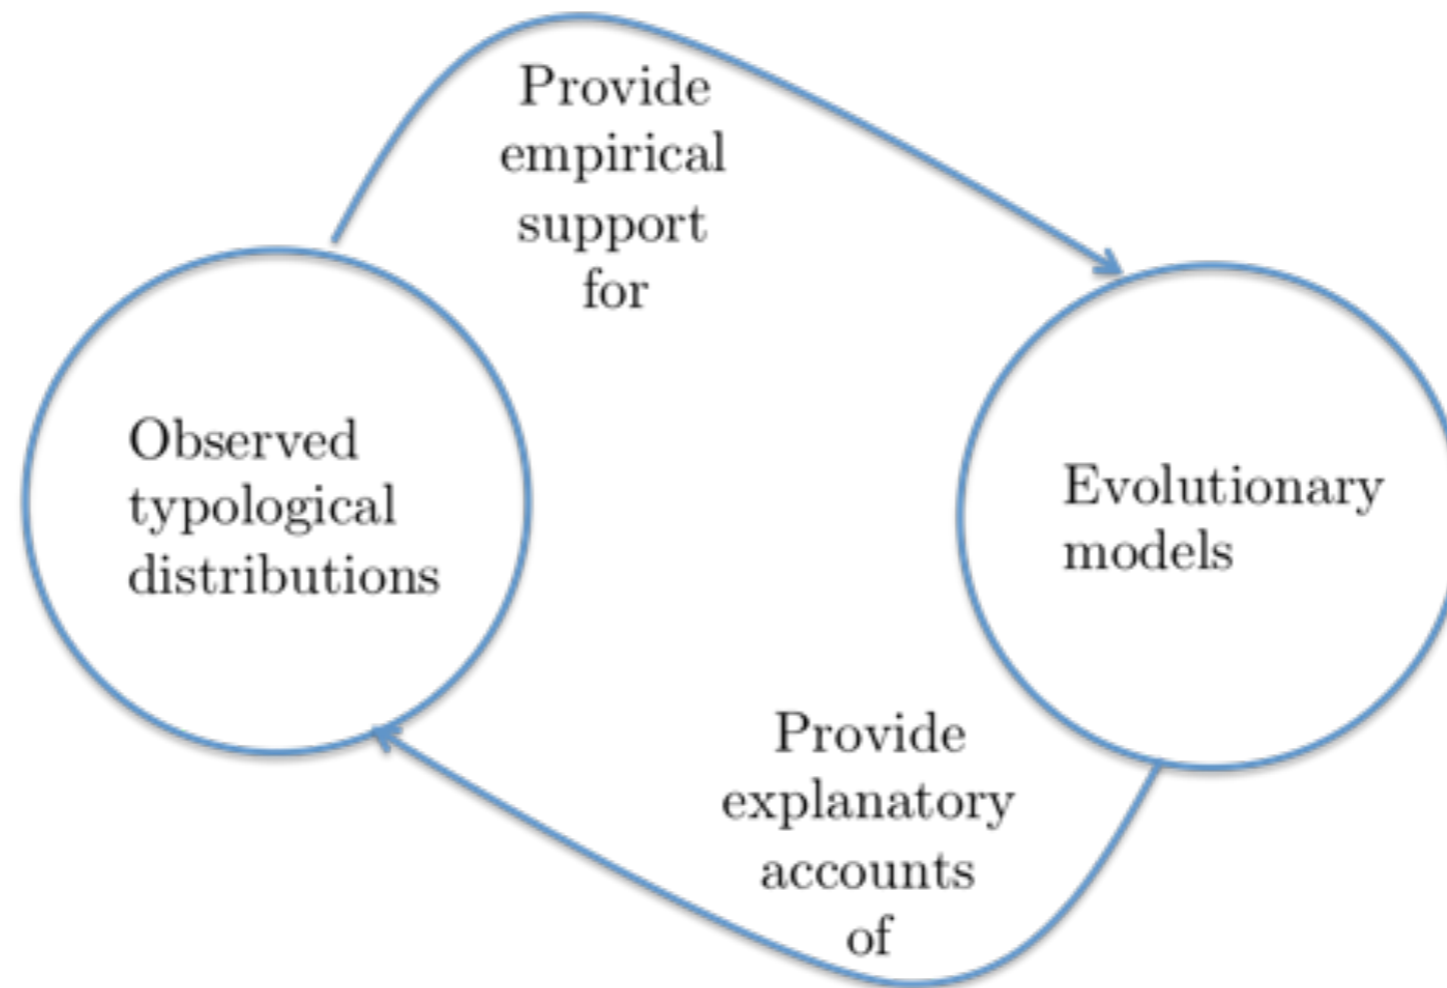 Provide
empirical
support
for
Observed
typological
distributions
Evolutionary
models
Provide
explanatory
accounts
of